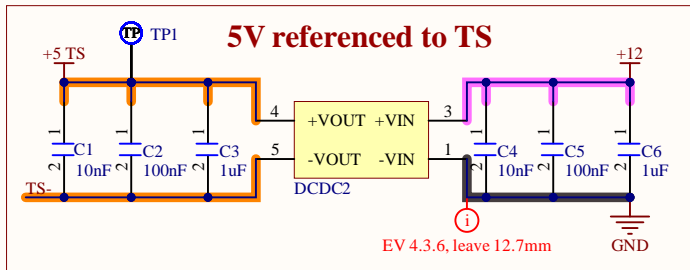 5V referenced to TS
TP TP1
+5 TS
+12
4 +VOUT +VIN 3
5 -VOUT -VIN 1
DCDC2
1 2 C1 10nF
1 2 C2 100nF
1 2 C3 1uF
1 2 C4 10nF
1 2 C5 100nF
1 2 C6 1uF
TS-
i
EV 4.3.6, leave 12.7mm
GND